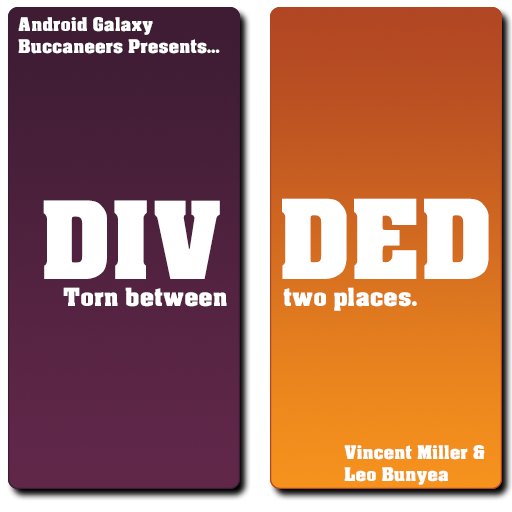 Android Galaxy
Buccaneers Presents...
DIV DED
Torn between two places.
Vincent Miller &
Leo Bunyea